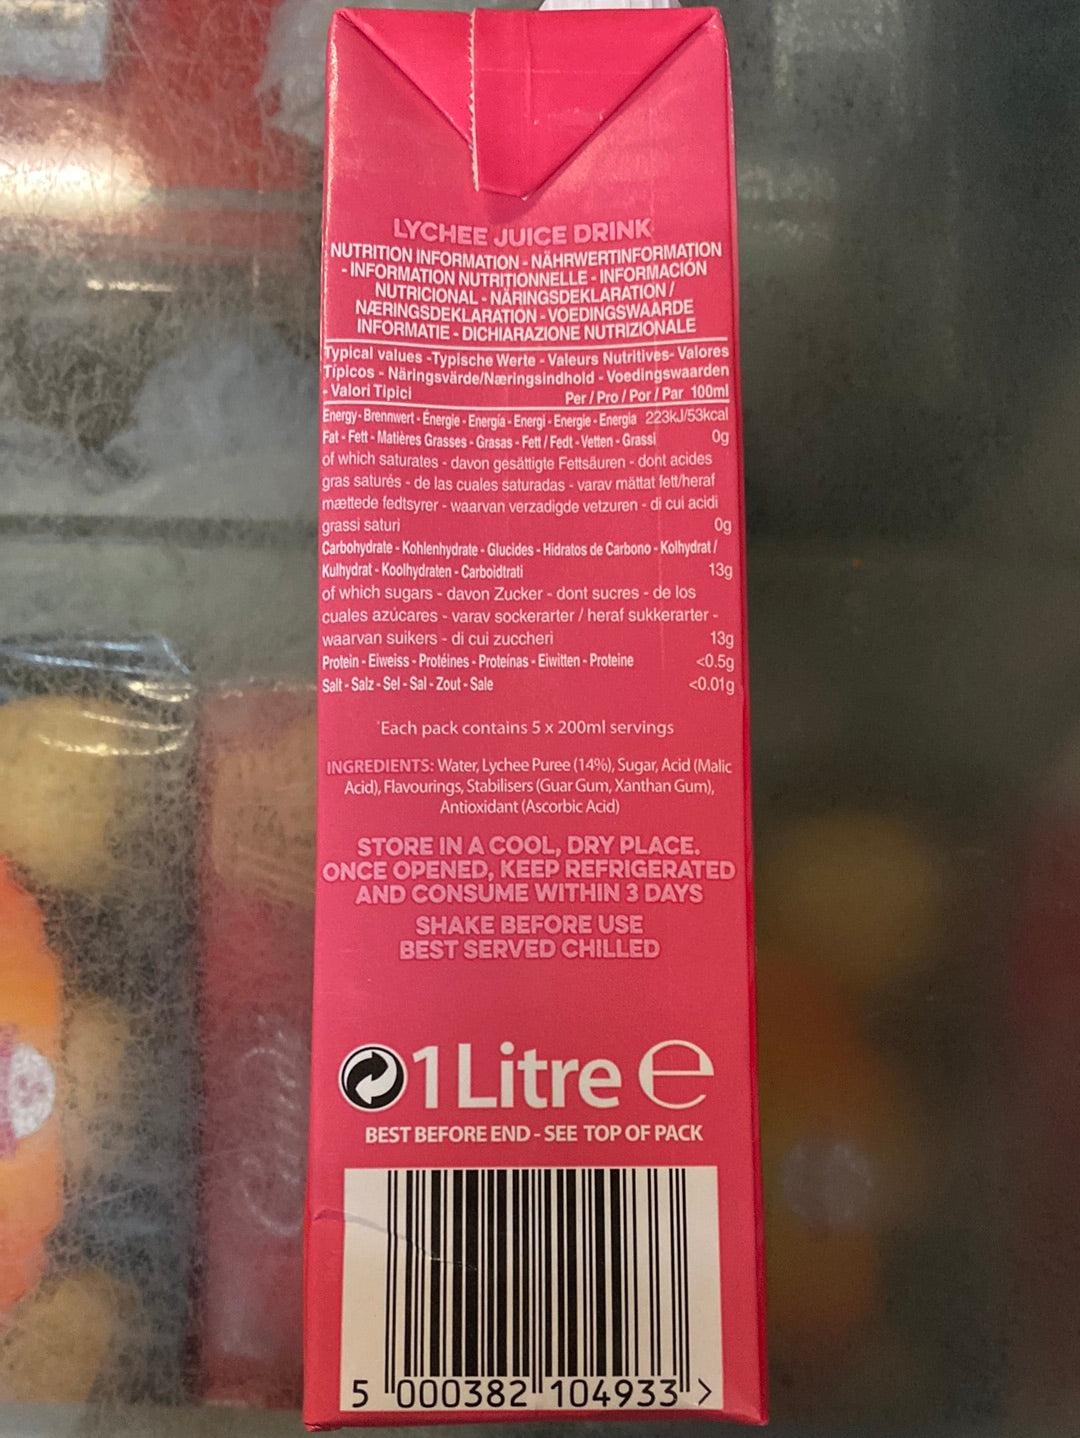 LYCHEE JUICE DRINK
NUTRITION INFORMATION - NÄHRWERTINFORMATION
- INFORMATION NUTRITIONNELLE - INFORMACIÓN
NUTRICIONAL - NÄRINGSDEKLARATION /
NÆRINGSDEKLARATION - VOEDINGSWAARDE
INFORMATIE - DICHIARAZIONE NUTRIZIONALE
Typical values -Typische Werte - Valeurs Nutritives- Valores
Típicos - Näringsvärde/Næringsindhold - Voedingswaarden
- Valori Tipici Per / Pro / Por / Par 100ml
Energy - Brennwert - Énergie - Energía - Energi - Energie - Energia 223kJ/53kcal
Fat - Fett - Matières Grasses - Grasas - Fett / Fedt - Vetten - Grassi 0g
of which saturates - davon gesättigte Fettsäuren - dont acides
gras saturés - de las cuales saturadas - varav mättat fett/heraf
mættede fedtsyrer - waarvan verzadigde vetzuren - di cui acidi
grassi saturi 0g
Carbohydrate - Kohlenhydrate - Glucides - Hidratos de Carbono - Kolhydrat /
Kulhydrat - Koolhydraten - Carboidtrati 13g
of which sugars - davon Zucker - dont sucres - de los
cuales azúcares - varav sockerarter / heraf sukkerarter -
waarvan suikers - di cui zuccheri 13g
Protein - Eiweiss - Protéines - Proteínas - Eiwitten - Proteine <0.5g
Salt - Salz - Sel - Sal - Zout - Sale <0.01g
*Each pack contains 5 x 200ml servings
INGREDIENTS: Water, Lychee Puree (14%), Sugar, Acid (Malic
Acid), Flavourings, Stabilisers (Guar Gum, Xanthan Gum),
Antioxidant (Ascorbic Acid)
STORE IN A COOL, DRY PLACE.
ONCE OPENED, KEEP REFRIGERATED
AND CONSUME WITHIN 3 DAYS
SHAKE BEFORE USE
BEST SERVED CHILLED
1 Litre ℮
BEST BEFORE END - SEE TOP OF PACK
5 000382 104933 >